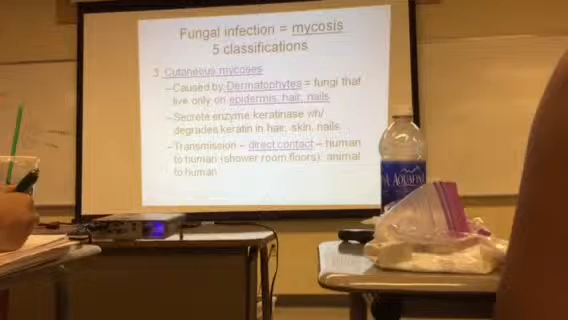 Fungal infection = mycosis
5 classifications
3. Cutaneous mycoses
–Caused by Dermatophytes = fungi that
live only on epidermis, hair, nails
–Secrete enzyme keratinase wh/
degrades keratin in hair, skin, nails
–Transmission – direct contact – human
to human (shower room floors), animal
to human
AQUAFINA